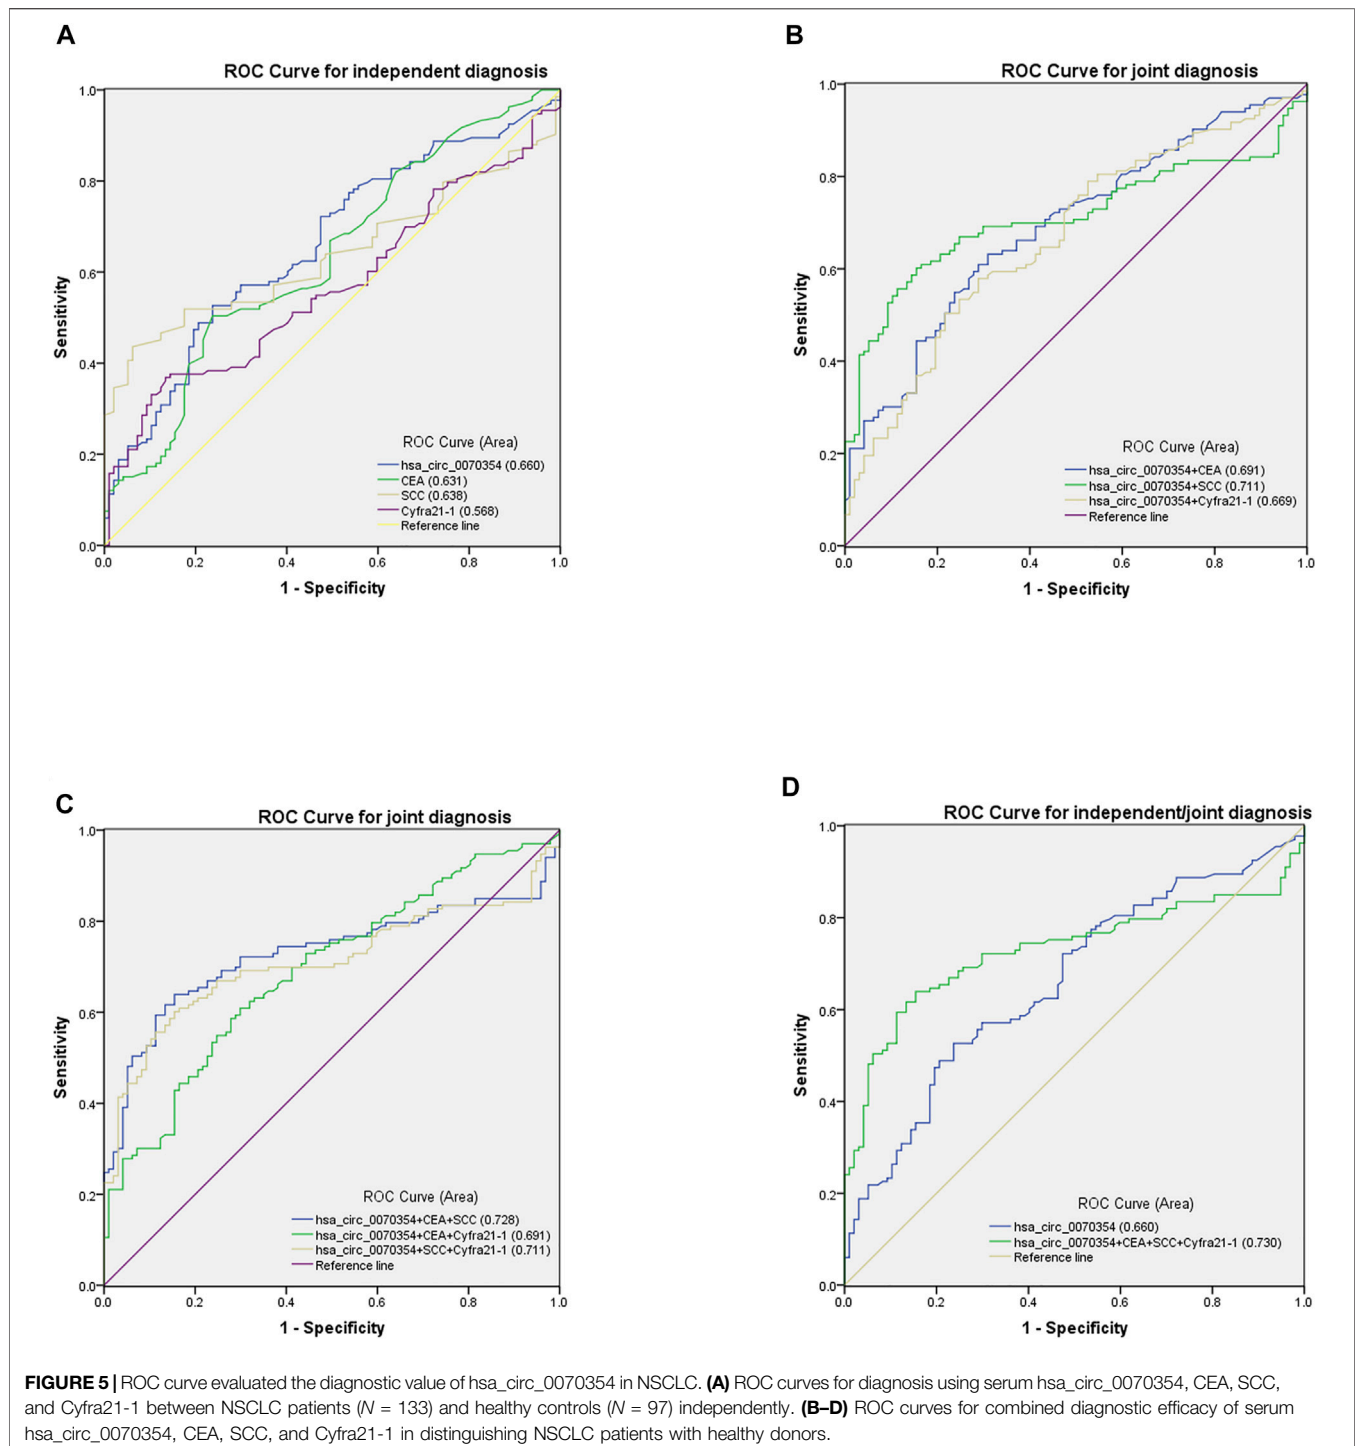 A
ROC Curve for independent diagnosis
1.0
0.8
0.6
0.4
0.2
0.0
Sensitivity
ROC Curve (Area)
hsa_circ_0070354 (0.660)
CEA (0.631)
SCC (0.638)
Cyfra21-1 (0.568)
Reference line
0.0 0.2 0.4 0.6 0.8 1.0
1 - Specificity
B
ROC Curve for joint diagnosis
1.0
0.8
0.6
0.4
0.2
0.0
Sensitivity
ROC Curve (Area)
hsa_circ_0070354+CEA (0.691)
hsa_circ_0070354+SCC (0.711)
hsa_circ_0070354+Cyfra21-1 (0.669)
Reference line
0.0 0.2 0.4 0.6 0.8 1.0
1 - Specificity
C
ROC Curve for joint diagnosis
1.0
0.8
0.6
0.4
0.2
0.0
Sensitivity
ROC Curve (Area)
hsa_circ_0070354+CEA+SCC (0.728)
hsa_circ_0070354+CEA+Cyfra21-1 (0.691)
hsa_circ_0070354+SCC+Cyfra21-1 (0.711)
Reference line
0.0 0.2 0.4 0.6 0.8 1.0
1 - Specificity
D
ROC Curve for independent/joint diagnosis
1.0
0.8
0.6
0.4
0.2
0.0
Sensitivity
ROC Curve (Area)
hsa_circ_0070354 (0.660)
hsa_circ_0070354+CEA+SCC+Cyfra21-1 (0.730)
Reference line
0.0 0.2 0.4 0.6 0.8 1.0
1 - Specificity
FIGURE 5 | ROC curve evaluated the diagnostic value of hsa_circ_0070354 in NSCLC. (A) ROC curves for diagnosis using serum hsa_circ_0070354, CEA, SCC,
and Cyfra21-1 between NSCLC patients (N = 133) and healthy controls (N = 97) independently. (B–D) ROC curves for combined diagnostic efficacy of serum
hsa_circ_0070354, CEA, SCC, and Cyfra21-1 in distinguishing NSCLC patients with healthy donors.